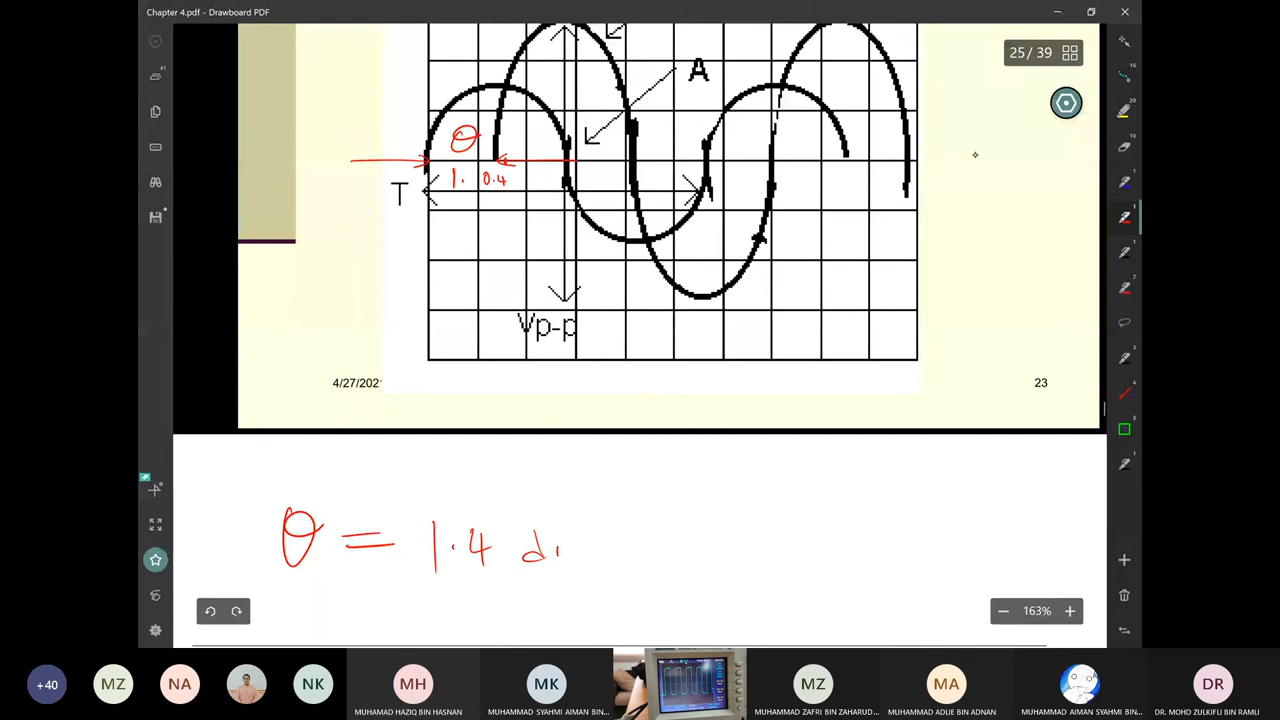 Chapter 4.pdf - Drawboard PDF
25 / 39
A
θ
1. 0.4
T
Vp-p
4/27/202
23
θ = 1.4 di
163%
+40
MZ
NA
NK
MH
MK
MZ
MA
DR
MUHAMAD HAZIQ BIN HASNAN
MUHAMMAD SYAHMI AIMAN BIN...
MUHAMMAD ZAFRI BIN ZAHARUD...
MUHAMMAD ADLIE BIN ADNAN
MUHAMMAD AIMAN SYAHMI BIN...
DR. MOHD ZULKIFLI BIN RAMLI